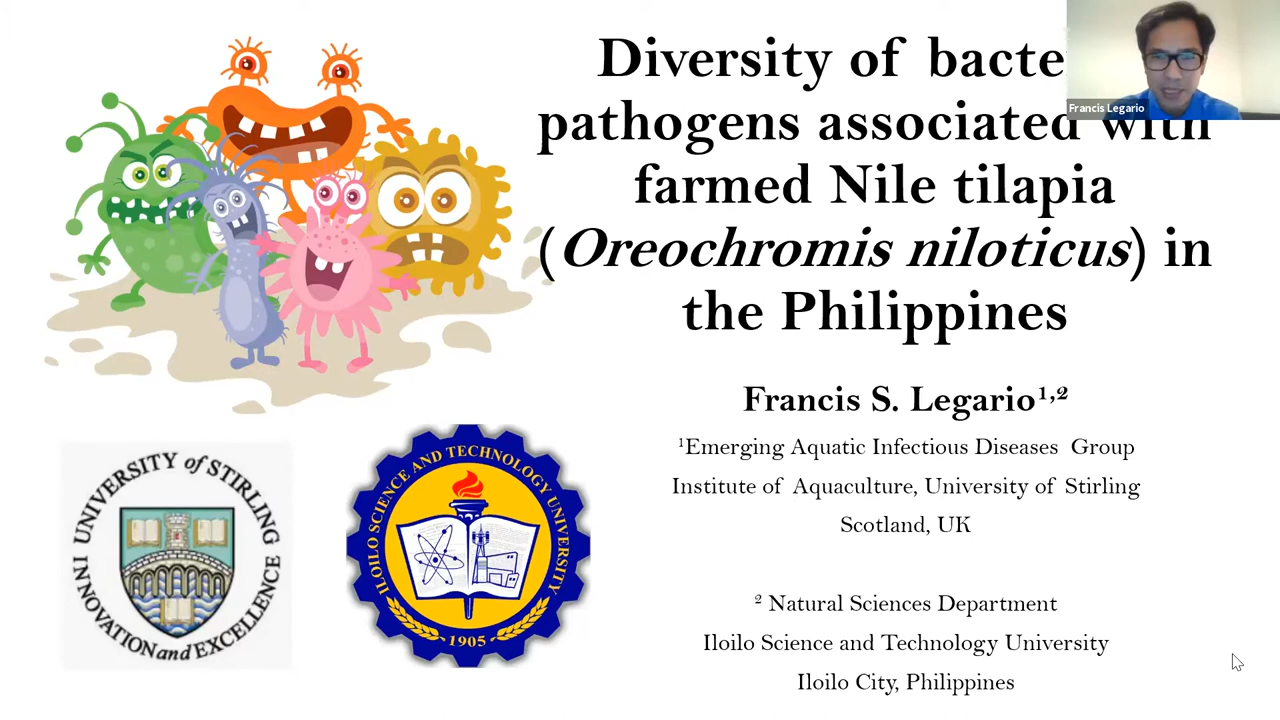 Diversity of bacte
pathogens associated with
farmed Nile tilapia
(Oreochromis niloticus) in
the Philippines
Francis Legario
Francis S. Legario¹,²
¹Emerging Aquatic Infectious Diseases Group
Institute of Aquaculture, University of Stirling
Scotland, UK
² Natural Sciences Department
Iloilo Science and Technology University
Iloilo City, Philippines
UNIVERSITY of STIRLING
INNOVATION and EXCELLENCE
ILOILO SCIENCE AND TECHNOLOGY UNIVERSITY
1905